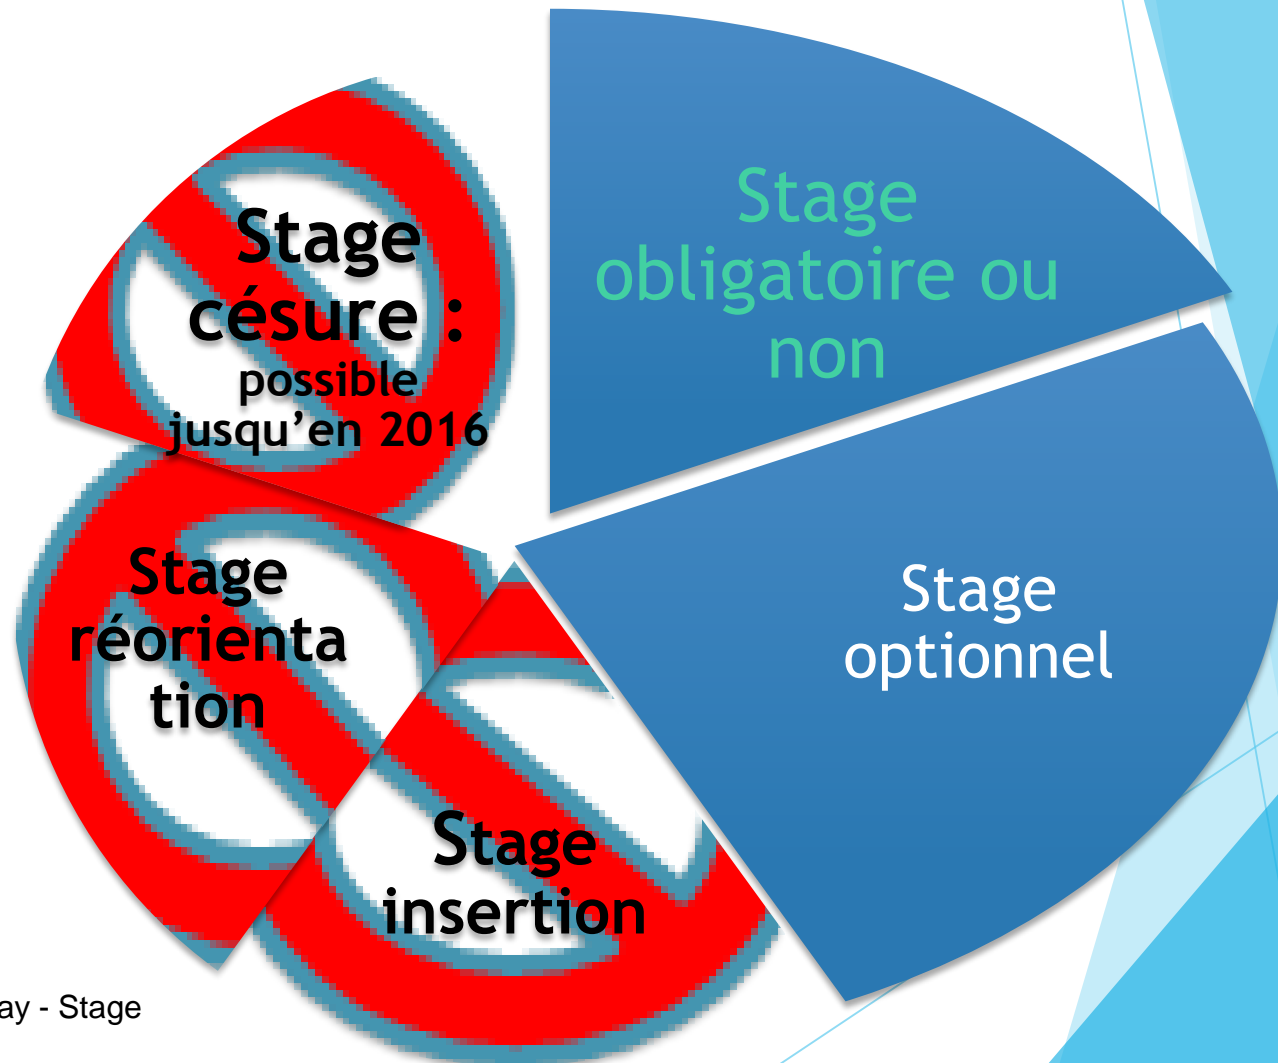 Stage
obligatoire ou
non
Stage
optionnel
Stage
insertion
Stage
réorienta
tion
Stage
césure :
possible
jusqu’en 2016
ay - Stage